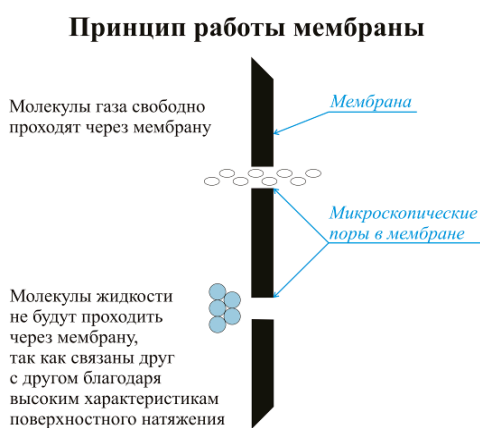 Принцип работы мембраны
Молекулы газа свободно
проходят через мембрану
Мембрана
Микроскопические
поры в мембране
Молекулы жидкости
не будут проходить
через мембрану,
так как связаны друг
с другом благодаря
высоким характеристикам
поверхностного натяжения